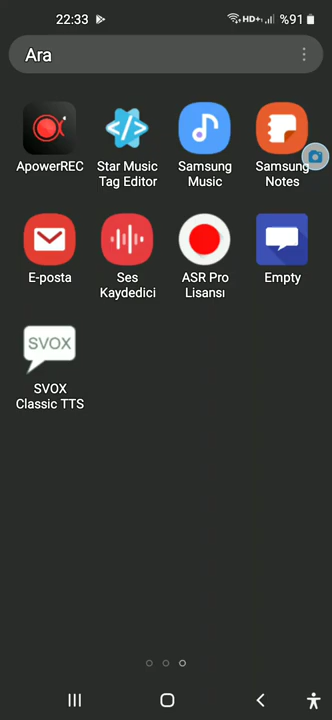 22:33
HD+
%91
Ara
ApowerREC
Star Music
Tag Editor
Samsung
Music
Samsung
Notes
E-posta
Ses
Kaydedici
ASR Pro
Lisansı
Empty
SVOX
SVOX
Classic TTS